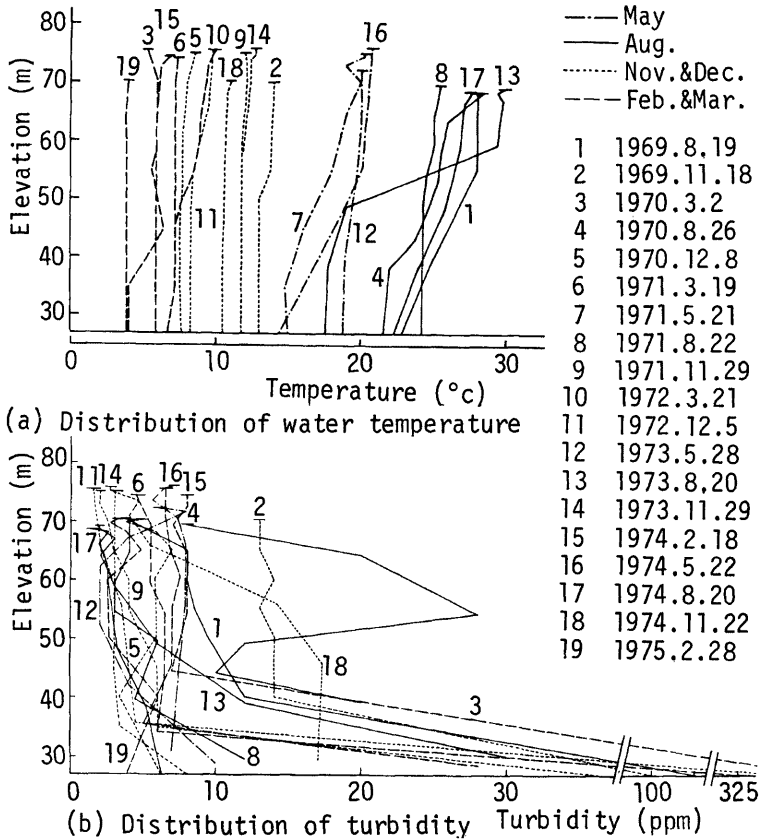 80
70
60
50
40
30
Elevation (m)
3 15 6 5 10 9 14 16
19 18 2 8 17 13
11 7 12 4 1
0 10 20 30
Temperature (°c)
(a) Distribution of water temperature
May
Aug.
Nov.&Dec.
Feb.&Mar.
1 1969.8.19
2 1969.11.18
3 1970.3.2
4 1970.8.26
5 1970.12.8
6 1971.3.19
7 1971.5.21
8 1971.8.22
9 1971.11.29
10 1972.3.21
11 1972.12.5
12 1973.5.28
13 1973.8.20
14 1973.11.29
15 1974.2.18
16 1974.5.22
17 1974.8.20
18 1974.11.22
19 1975.2.28
80
70
60
50
40
30
Elevation (m)
11 14 6 16 15
4 2
17
9
12
1
5 18
13 3
19 8
0 10 20 30 100 325
(b) Distribution of turbidity Turbidity (ppm)